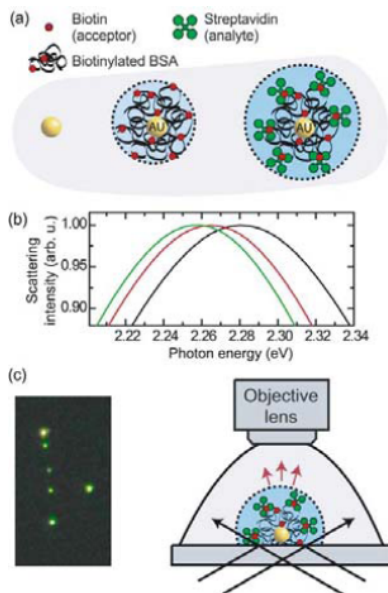 (a)
Biotin
(acceptor)
Streptavidin
(analyte)
Biotinylated BSA
AU
AU
(b)
Scattering
intensity (arb. u.)
1.00
0.95
0.90
2.22 2.24 2.26 2.28 2.30 2.32 2.34
Photon energy (eV)
(c)
Objective
lens